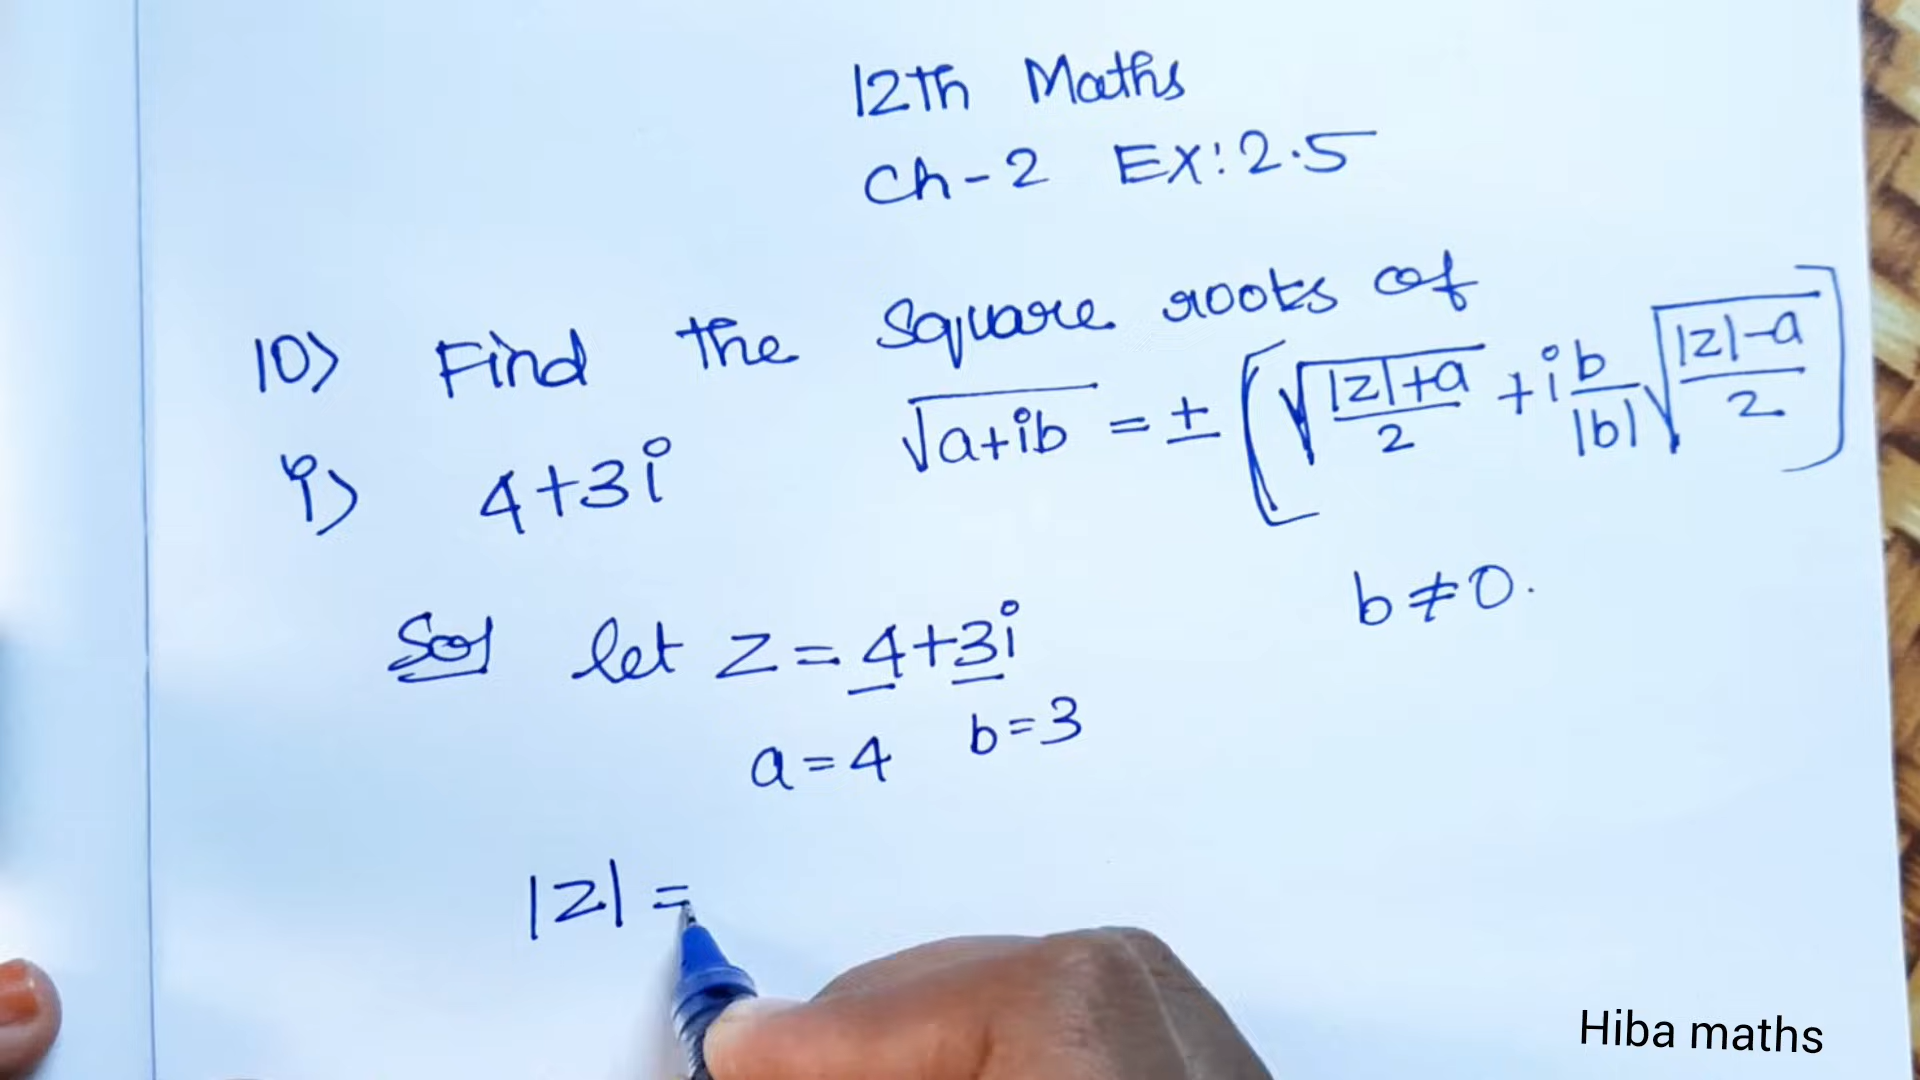 12th Maths
Ch-2 Ex: 2.5
10) Find the Square roots of
i) 4+3i √(a+ib) = ± [√((|z|+a)/2) + i b/|b| √((|z|-a)/2)]
b≠0.
Sol let z = 4+3i
a=4 b=3
|z| =
Hiba maths